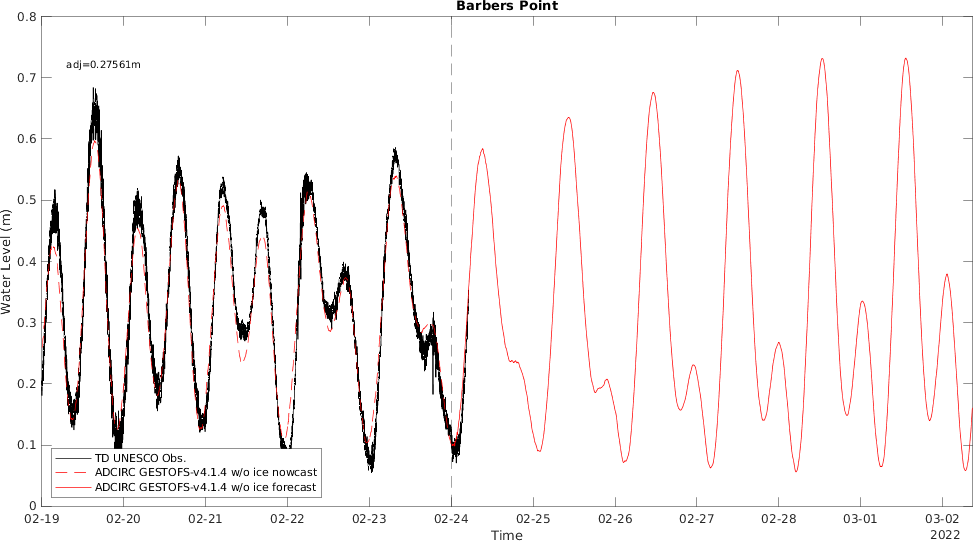 Barbers Point
0.8
0.7
0.6
0.5
0.4
0.3
0.2
0.1
0
Water Level (m)
adj=0.27561m
TD UNESCO Obs.
ADCIRC GESTOFS-v4.1.4 w/o ice nowcast
ADCIRC GESTOFS-v4.1.4 w/o ice forecast
02-19 02-20 02-21 02-22 02-23 02-24 02-25 02-26 02-27 02-28 03-01 03-02
Time
2022